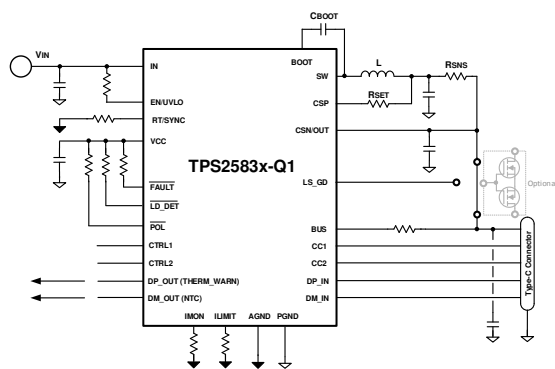 CBOOT
VIN
IN
BOOT
SW
L
RSNS
EN/UVLO
CSP
RSET
RT/SYNC
CSN/OUT
VCC
TPS2583x-Q1
FAULT
LS_GD
Optiona
LD_DET
POL
BUS
CTRL1
CC1
CTRL2
CC2
DP_OUT (THERM_WARN)
DP_IN
DM_OUT (NTC)
DM_IN
Type-C Connector
IMON
ILIMIT
AGND
PGND